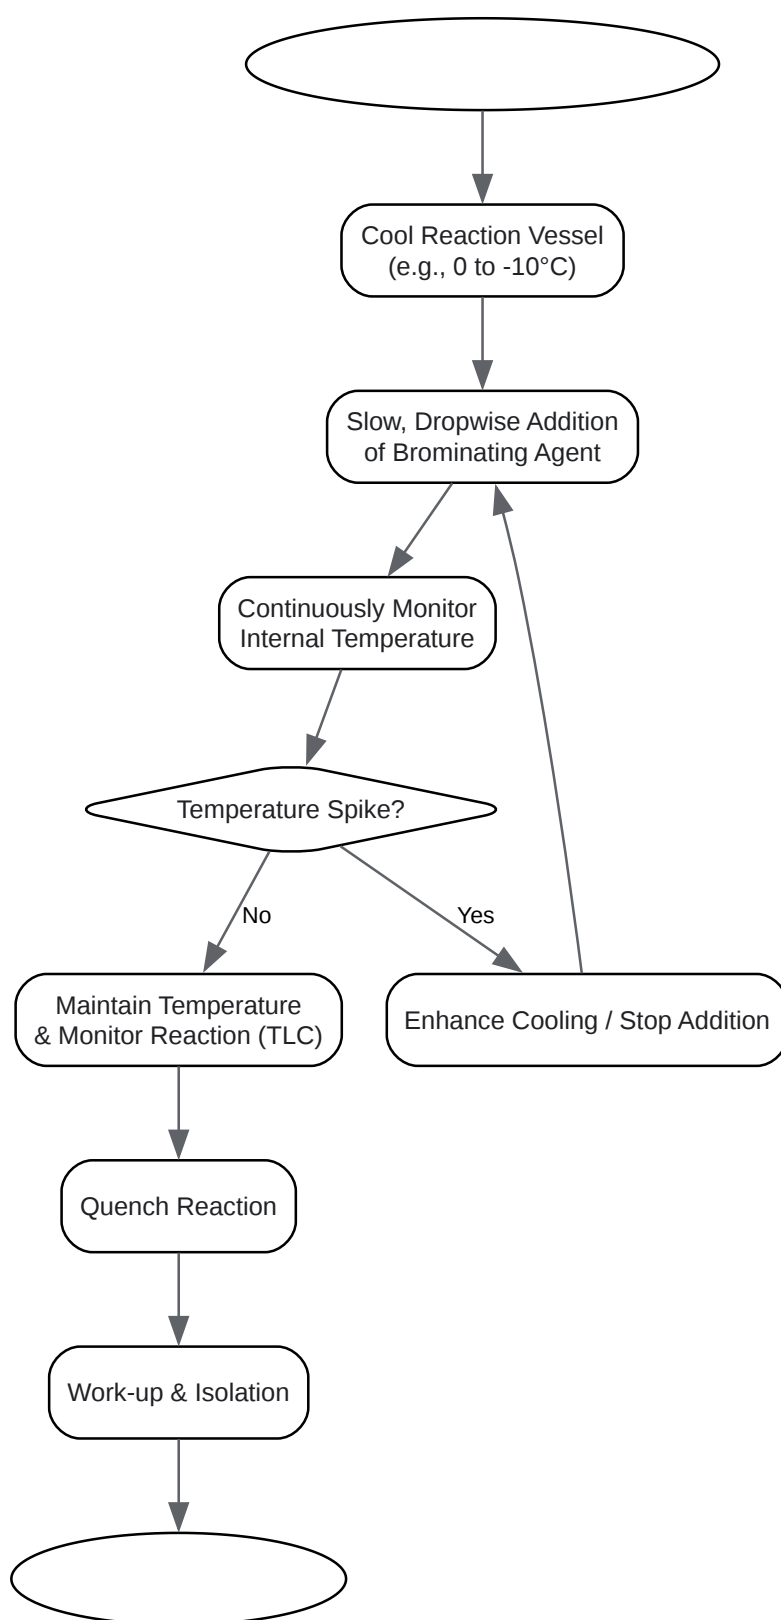 Cool Reaction Vessel
(e.g., 0 to -10°C)
Slow, Dropwise Addition
of Brominating Agent
Continuously Monitor
Internal Temperature
Temperature Spike?
No
Yes
Maintain Temperature
& Monitor Reaction (TLC)
Enhance Cooling / Stop Addition
Quench Reaction
Work-up & Isolation